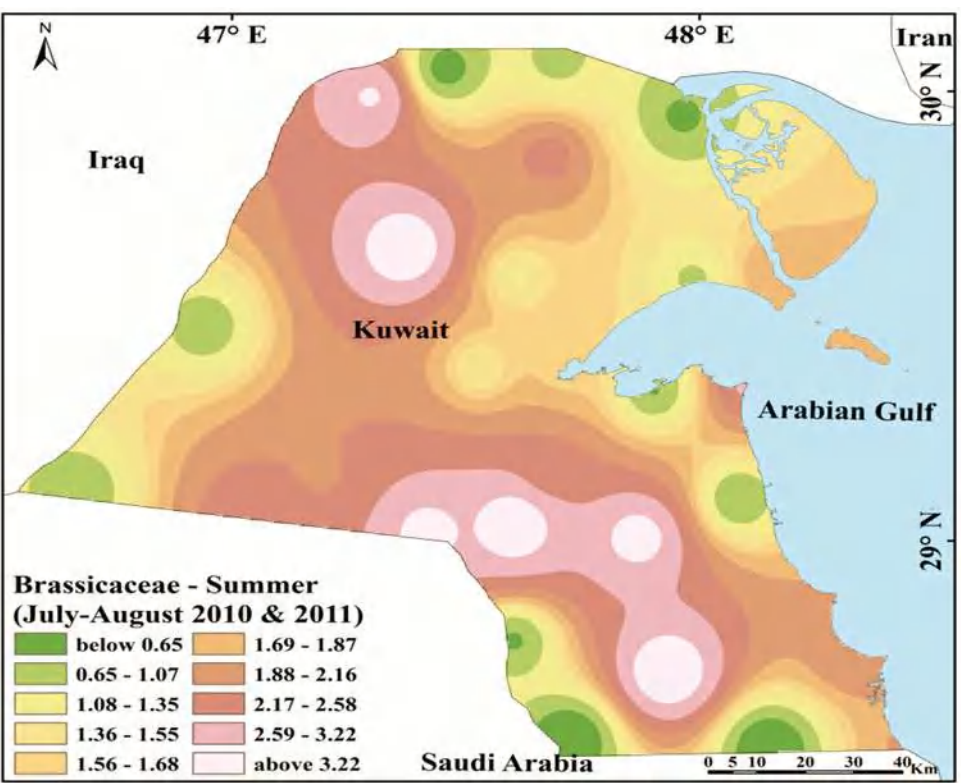 N
47° E
48° E
Iran
30° N
Iraq
Kuwait
Arabian Gulf
29° N
Brassicaceae - Summer
(July-August 2010 & 2011)
below 0.65
0.65 - 1.07
1.08 - 1.35
1.36 - 1.55
1.56 - 1.68
1.69 - 1.87
1.88 - 2.16
2.17 - 2.58
2.59 - 3.22
above 3.22
Saudi Arabia
0 5 10 20 30 40 Km